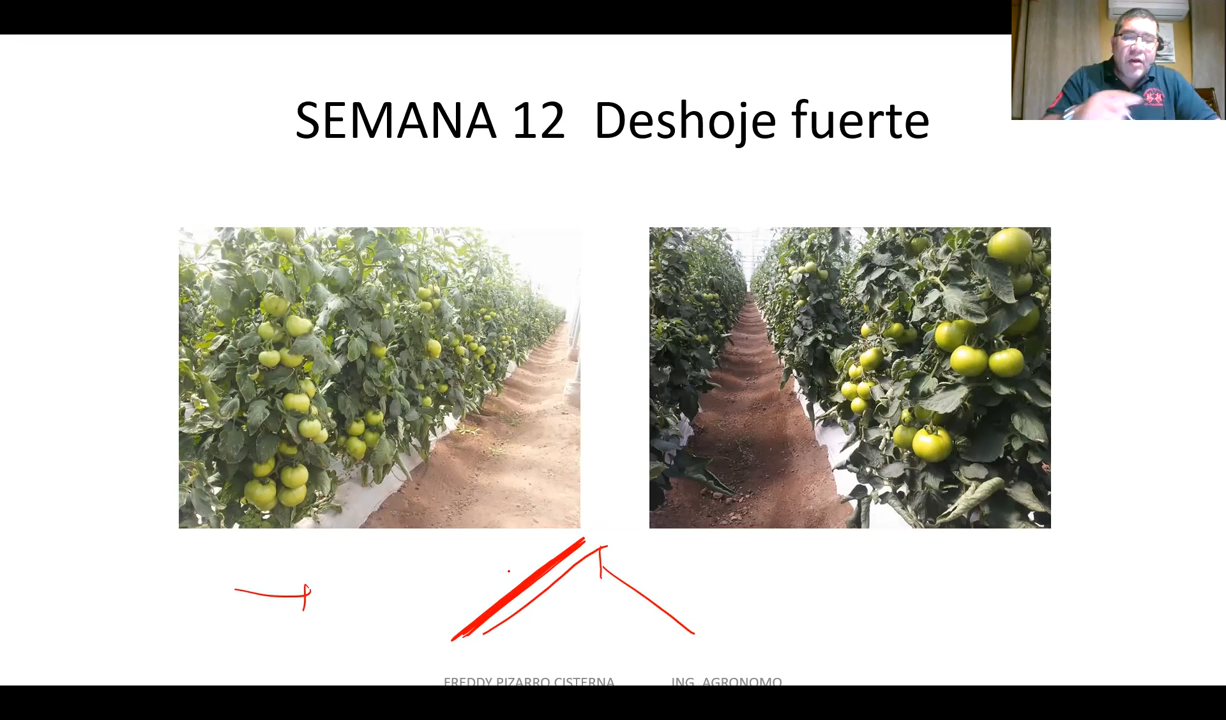 SEMANA 12 Deshoje fuerte
FREDDY PIZARRO CISTERNA ING. AGRONOMO